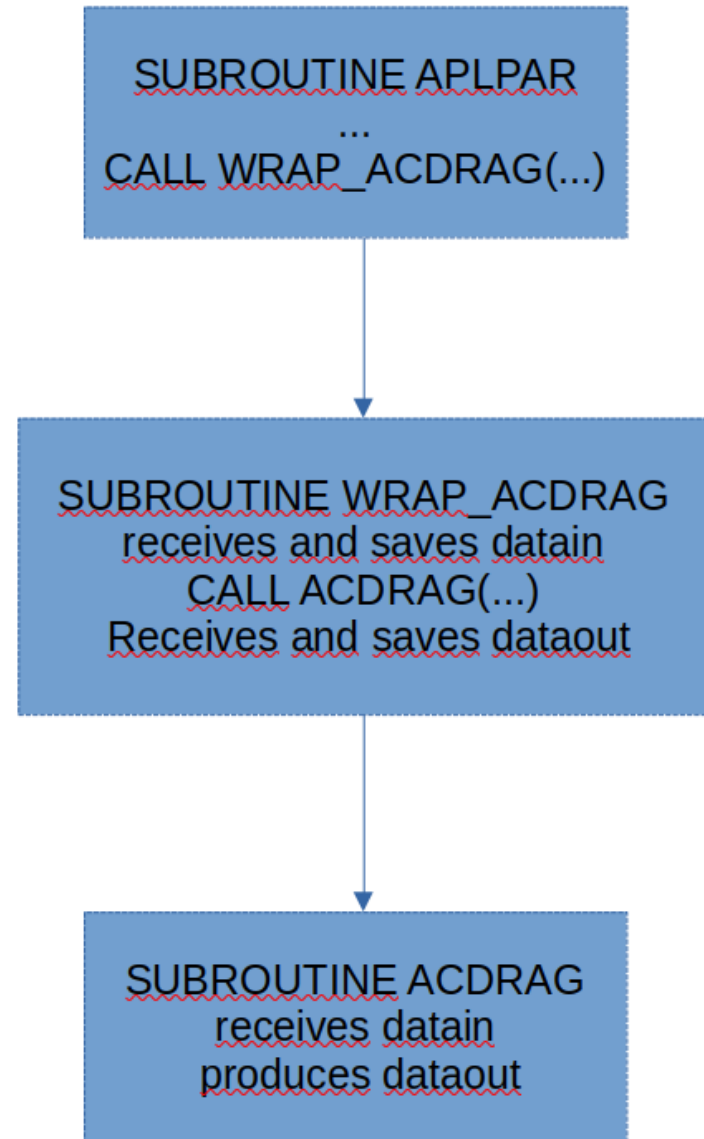 SUBROUTINE APLPAR
...
CALL WRAP_ACDRAG(...)
SUBROUTINE WRAP_ACDRAG
receives and saves datain
CALL ACDRAG(...)
Receives and saves dataout
SUBROUTINE ACDRAG
receives datain
produces dataout